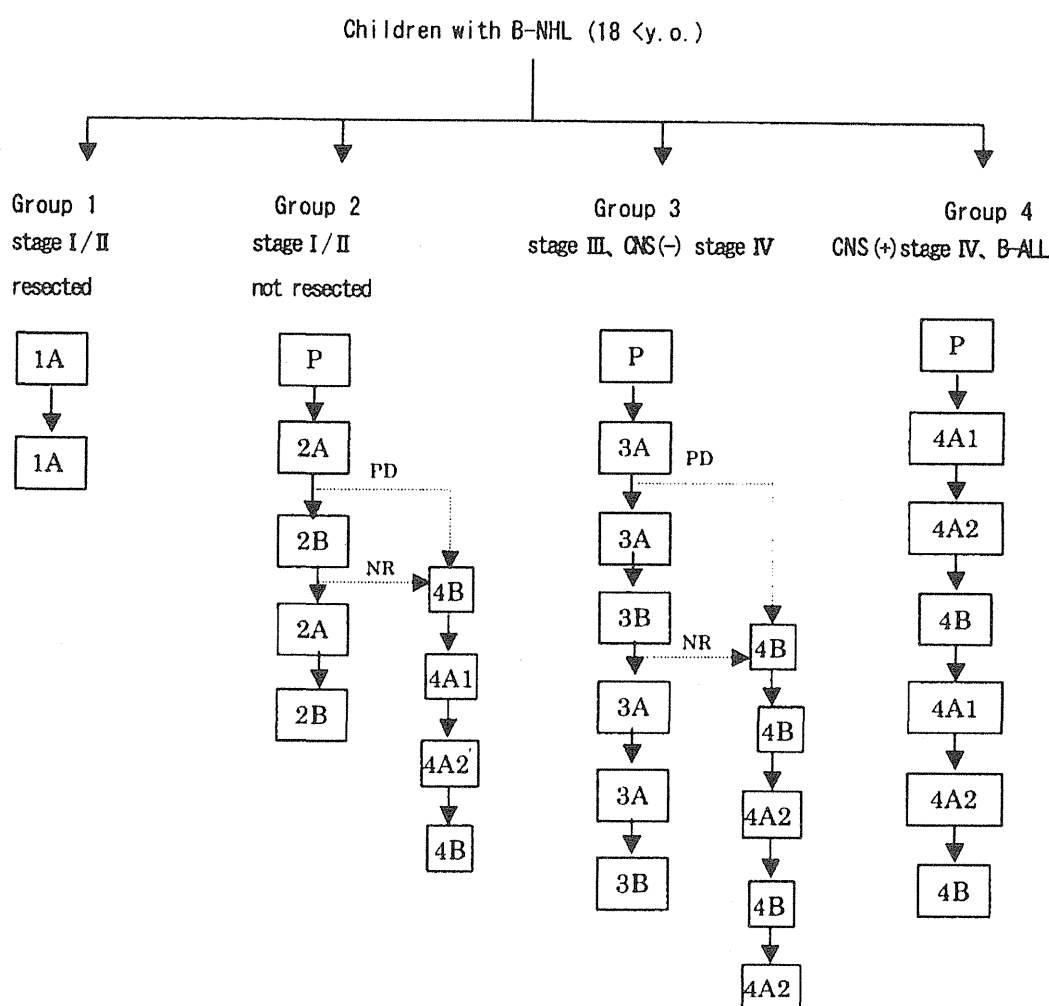 Children with B-NHL (18 <y.o.)
Group 1
stage I/II
resected
1A
1A
Group 2
stage I/II
not resected
P
2A
PD
2B
NR
2A
2B
4B
4A1
4A2'
4B
Group 3
stage III、CNS(-) stage IV
P
3A
PD
3A
3B
NR
3A
3A
3B
4B
4B
4A2
4B
4A2
Group 4
CNS(+)stage IV、B-ALL
P
4A1
4A2
4B
4A1
4A2
4B